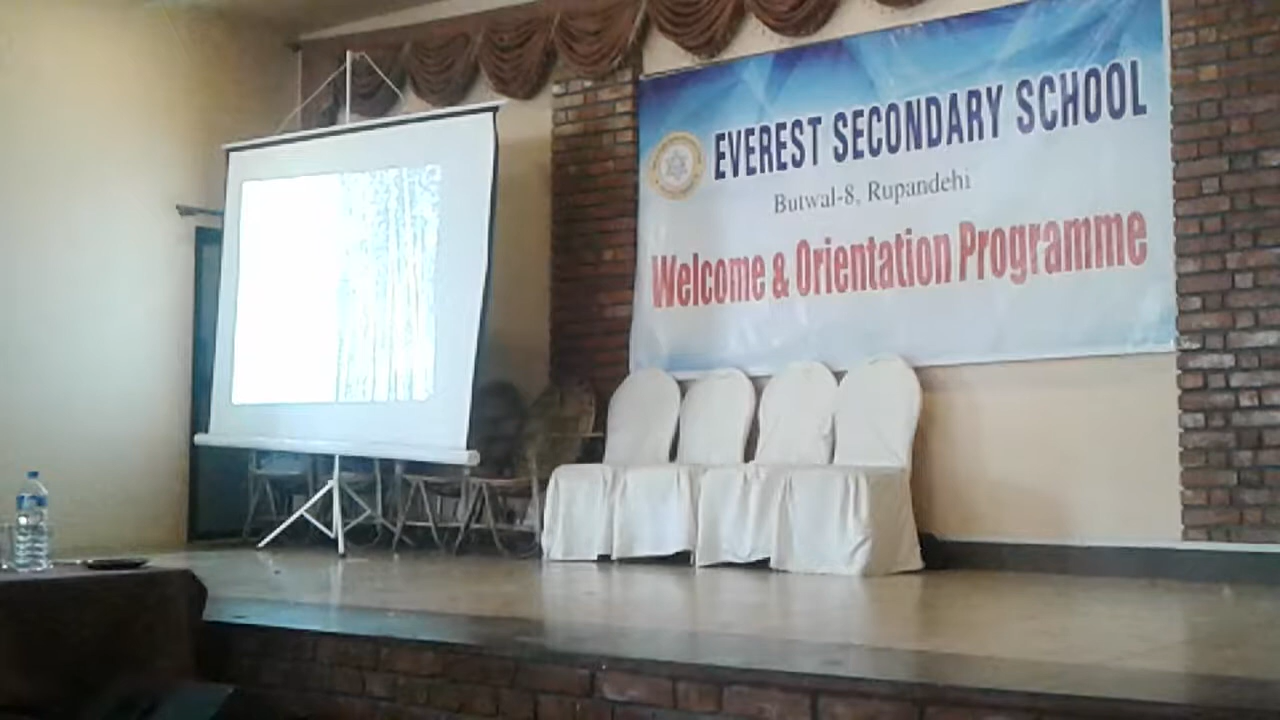 EVEREST SECONDARY SCHOOL
Butwal-8, Rupandehi
Welcome & Orientation Programme